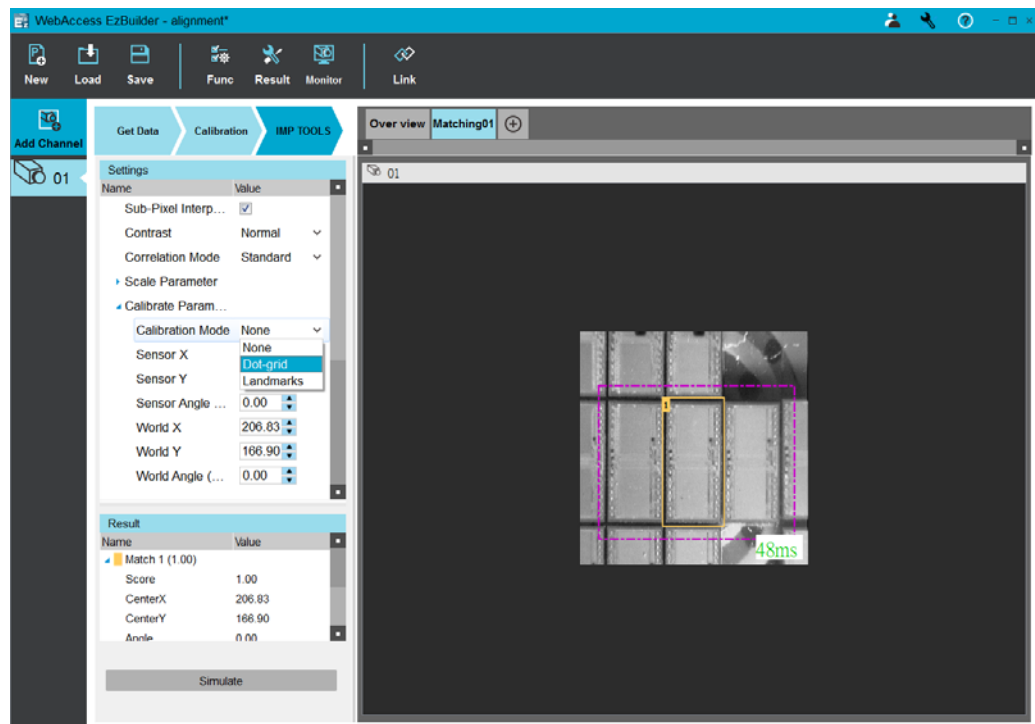 WebAccess EzBuilder - alignment*
New Load Save Func Result Monitor Link
Add Channel
01
Get Data Calibration IMP TOOLS
Settings
Name Value
Sub-Pixel Interp...
Contrast Normal
Correlation Mode Standard
Scale Parameter
Calibrate Param...
Calibration Mode None
None
Dot-grid
Landmarks
Sensor X
Sensor Y
Sensor Angle ... 0.00
World X 206.83
World Y 166.90
World Angle (... 0.00
Result
Name Value
Match 1 (1.00)
Score 1.00
CenterX 206.83
CenterY 166.90
Angle 0.00
Simulate
Over view Matching01
01
1
48ms